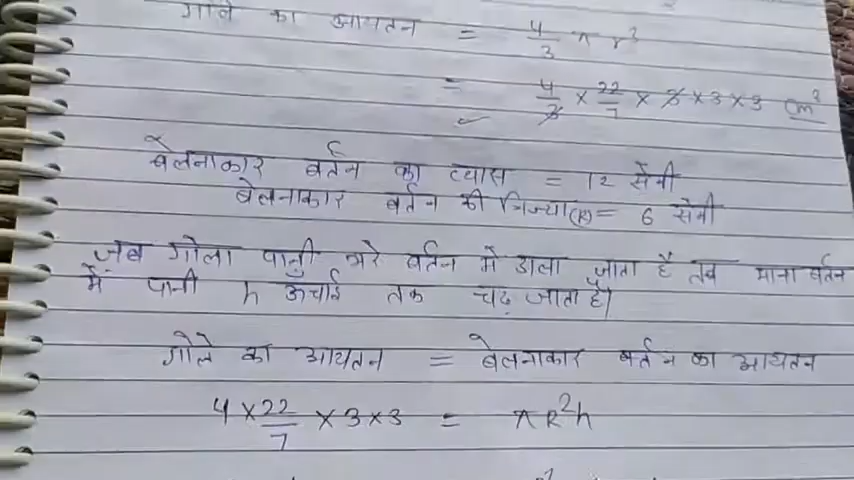 गोले का आयतन = 4/3 π r³
= 4/3 × 22/7 × 3 × 3 × 3 cm³
बेलनाकार बर्तन का व्यास = 12 सेमी
बेलनाकार बर्तन की त्रिज्या(R)= 6 सेमी
जब गोला पानी भरे बर्तन में डाला जाता है तब माना बर्तन
में पानी h ऊँचाई तक चढ़ जाता है।
गोले का आयतन = बेलनाकार बर्तन का आयतन
4 × 22/7 × 3 × 3 = π R²h